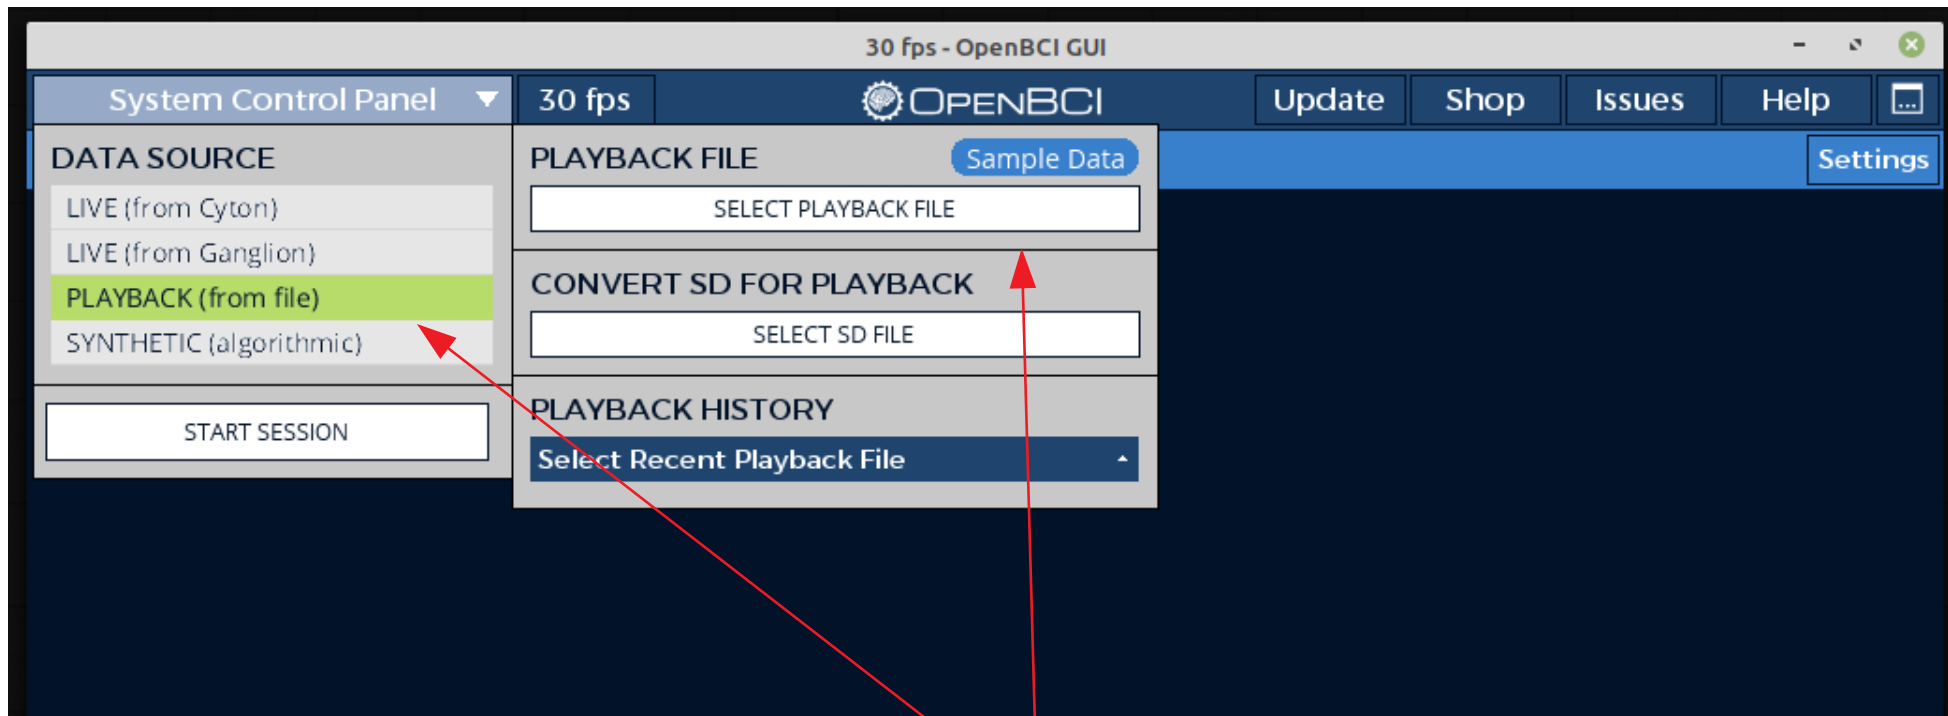 30 fps - OpenBCI GUI
System Control Panel
30 fps
OPENBCI
Update
Shop
Issues
Help
...
Settings
DATA SOURCE
LIVE (from Cyton)
LIVE (from Ganglion)
PLAYBACK (from file)
SYNTHETIC (algorithmic)
START SESSION
PLAYBACK FILE
Sample Data
SELECT PLAYBACK FILE
CONVERT SD FOR PLAYBACK
SELECT SD FILE
PLAYBACK HISTORY
Select Recent Playback File